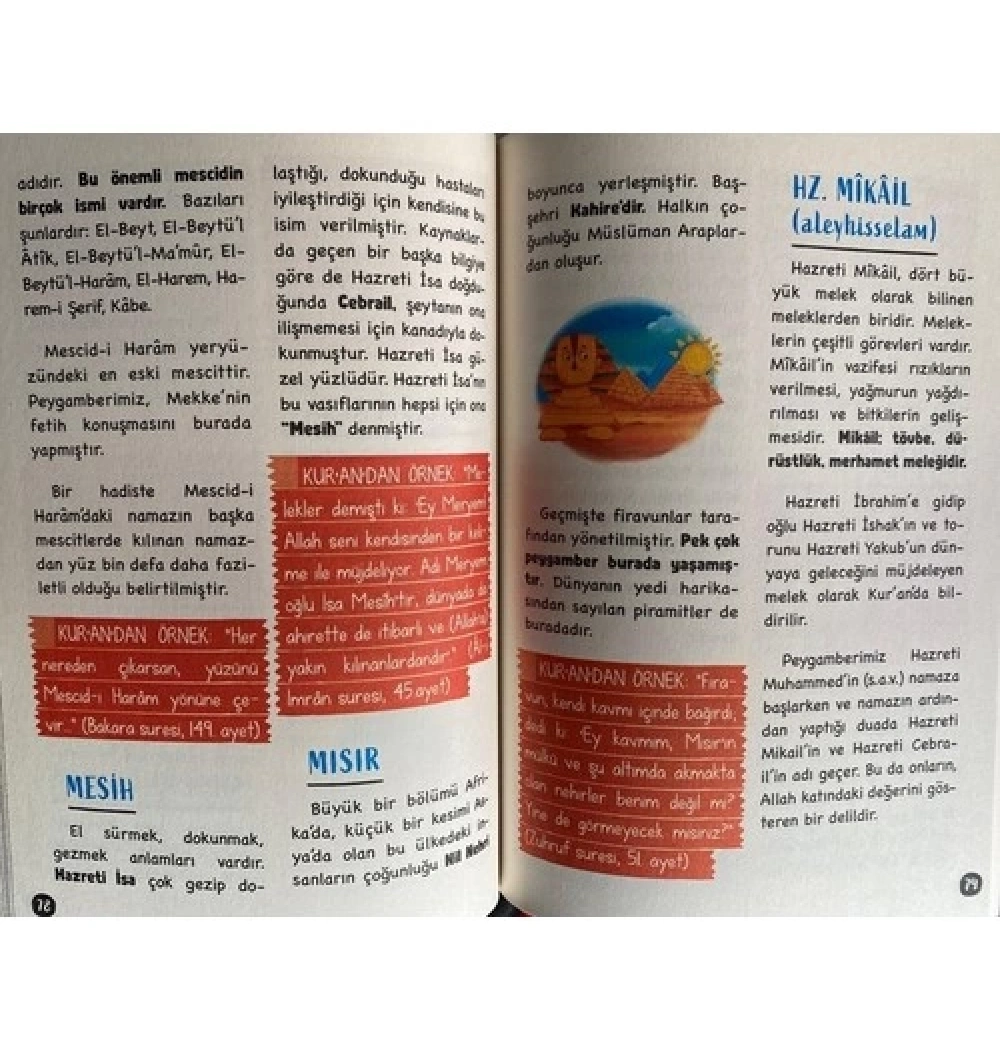 adıdır. Bu önemli mescidin
birçok ismi vardır. Bazıları
şunlardır: El-Beyt, El-Beytü'l
Âtîk, El-Beytü'l-Ma'mûr, El-
Beytü'l-Harâm, El-Harem, Ha-
rem-i Şerif, Kâbe.
Mescid-i Harâm yeryü-
zündeki en eski mescittir.
Peygamberimiz, Mekke'nin
fetih konuşmasını burada
yapmıştır.
Bir hadiste Mescid-i
Harâm'daki namazın başka
mescitlerde kılınan namaz-
dan yüz bin defa daha fazi-
letli olduğu belirtilmiştir.
KUR'AN'DAN ÖRNEK: "Her
nereden çıkarsan, yüzünü
Mescid-i Harâm yönüne çe-
vir..." (Bakara suresi, 149. ayet)
MESİH
El sürmek, dokunmak,
gezmek anlamları vardır.
Hazreti İsa çok gezip do-
78
laştığı, dokunduğu hastaları
iyileştirdiği için kendisine bu
isim verilmiştir. Kaynaklar-
da geçen bir başka bilgiye
göre de Hazreti İsa doğdu-
ğunda Cebrail, şeytanın ona
ilişmemesi için kanadıyla do-
kunmuştur. Hazreti İsa gü-
zel yüzlüdür. Hazreti İsa'nın
bu vasıflarının hepsi için ona
"Mesih" denmiştir.
KUR'AN'DAN ÖRNEK: "Me-
lekler demişti ki: 'Ey Meryem!
Allah seni kendisinden bir keli-
me ile müjdeliyor. Adı Meryem
oğlu İsa Mesih'tir, dünyada da
ahirette de itibarlı ve (Allah'a)
yakın kılınanlardandır.'" (Âl-i
İmrân suresi, 45.ayet)
MISIR
Büyük bir bölümü Afri-
ka'da, küçük bir kesimi As-
ya'da olan bu ülkedeki in-
sanların çoğunluğu Nil Nehri
boyunca yerleşmiştir. Baş-
şehri Kahire'dir. Halkın ço-
ğunluğu Müslüman Araplar-
dan oluşur.
Geçmişte firavunlar tara-
fından yönetilmiştir. Pek çok
peygamber burada yaşamış-
tır. Dünyanın yedi harika-
sından sayılan piramitler de
buradadır.
KUR'AN'DAN ÖRNEK: "Fira-
vun, kendi kavmi içinde bağırdı;
dedi ki: 'Ey kavmim, Mısır'ın
mülkü ve şu altımda akmakta
olan nehirler benim değil mi?
Yine de görmeyecek misiniz?'"
(Zuhruf suresi, 51. ayet)
HZ. MÎKÂİL
(aleyhisselam)
Hazreti Mîkâil, dört bü-
yük melek olarak bilinen
meleklerden biridir. Melek-
lerin çeşitli görevleri vardır.
Mîkâil'in vazifesi rızıkların
verilmesi, yağmurun yağdı-
rılması ve bitkilerin geliş-
mesidir. Mikâil; tövbe, dü-
rüstlük, merhamet meleğidir.
Hazreti İbrahim'e gidip
oğlu Hazreti İshak'ın ve to-
runu Hazreti Yakub'un dün-
yaya geleceğini müjdeleyen
melek olarak Kur'an'da bil-
dirilir.
Peygamberimiz Hazreti
Muhammed'in (s.a.v.) namaza
başlarken ve namazın ardın-
dan yaptığı duada Hazreti
Mikail'in ve Hazreti Cebra-
il'in adı geçer. Bu da onların,
Allah katındaki değerini gös-
teren bir delildir.
79